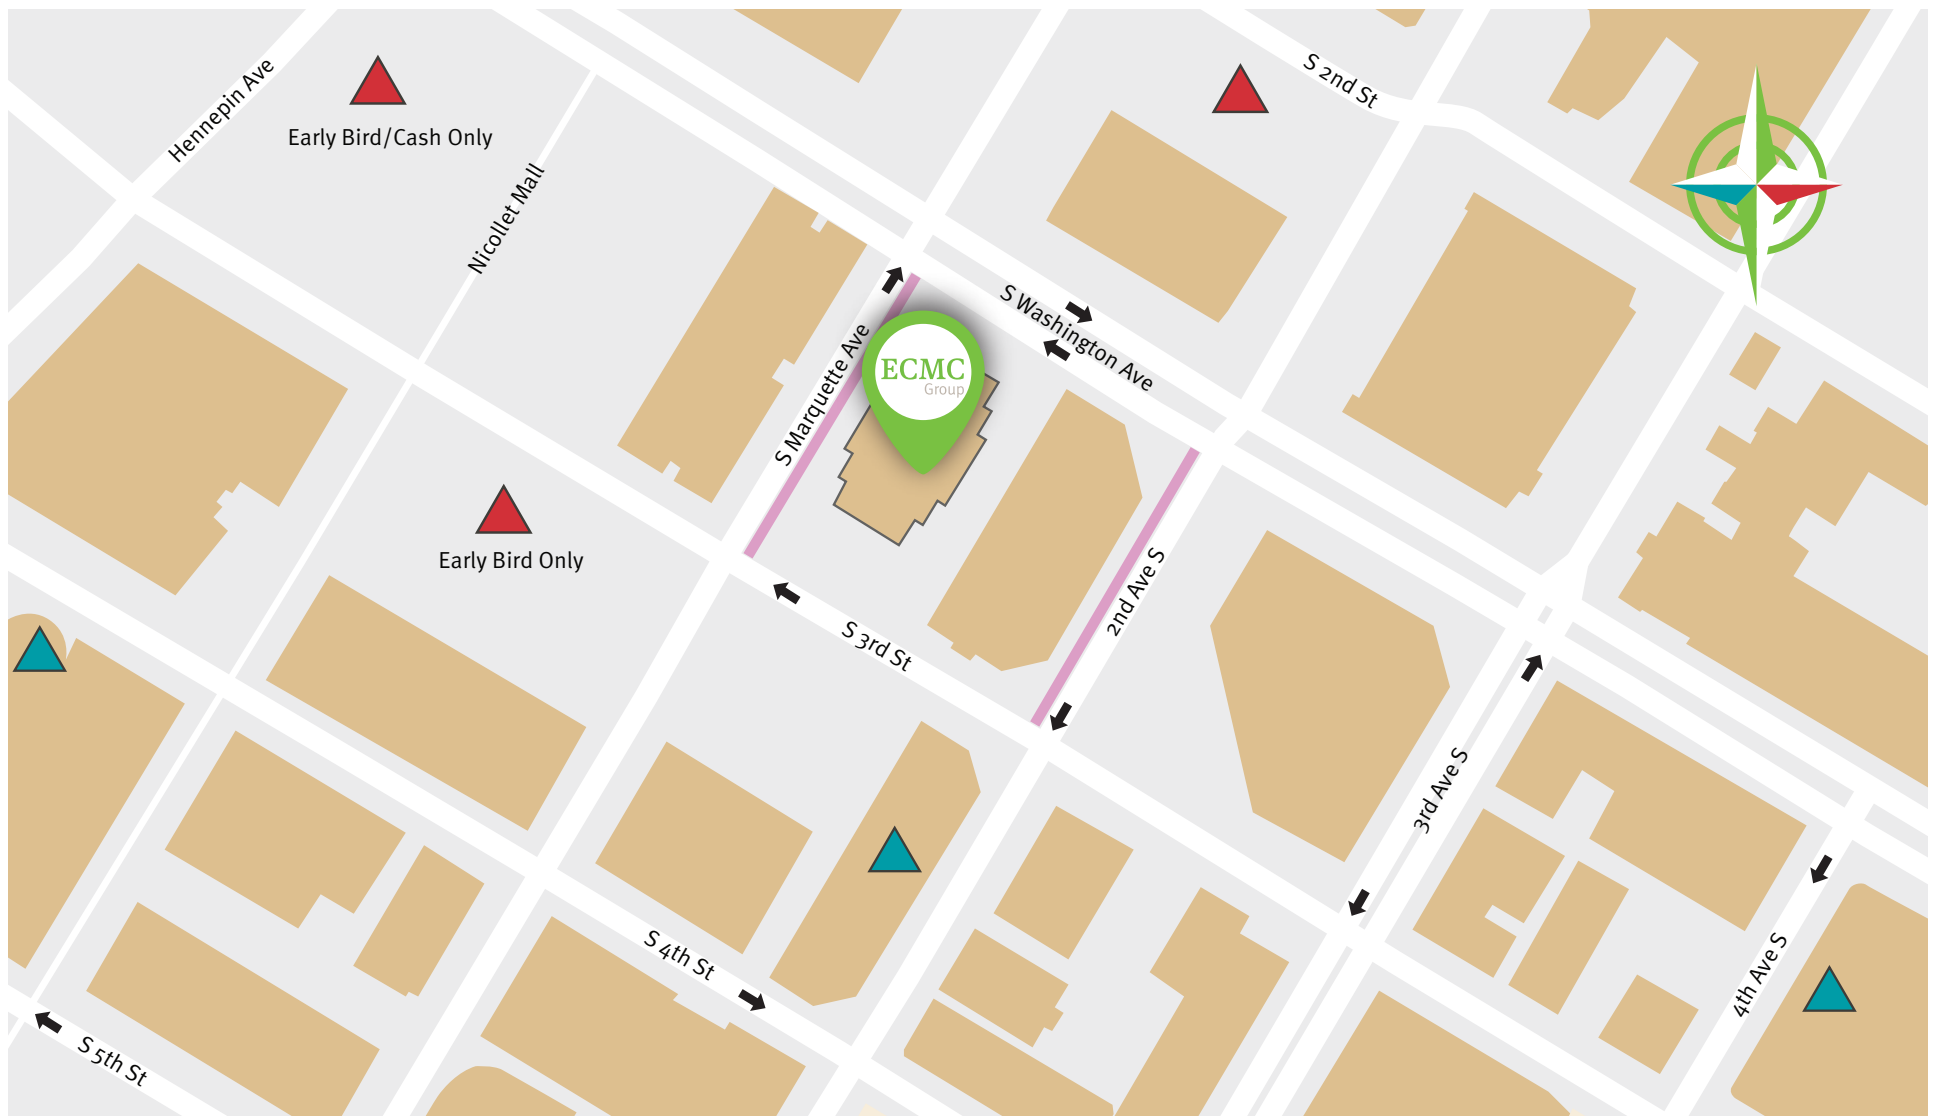 S 2nd St
Hennepin Ave
Early Bird/Cash Only
Nicollet Mall
S Washington Ave
S Marquette Ave
ECMC
Group
Early Bird Only
2nd Ave S
S 3rd St
3rd Ave S
S 4th St
4th Ave S
S 5th St